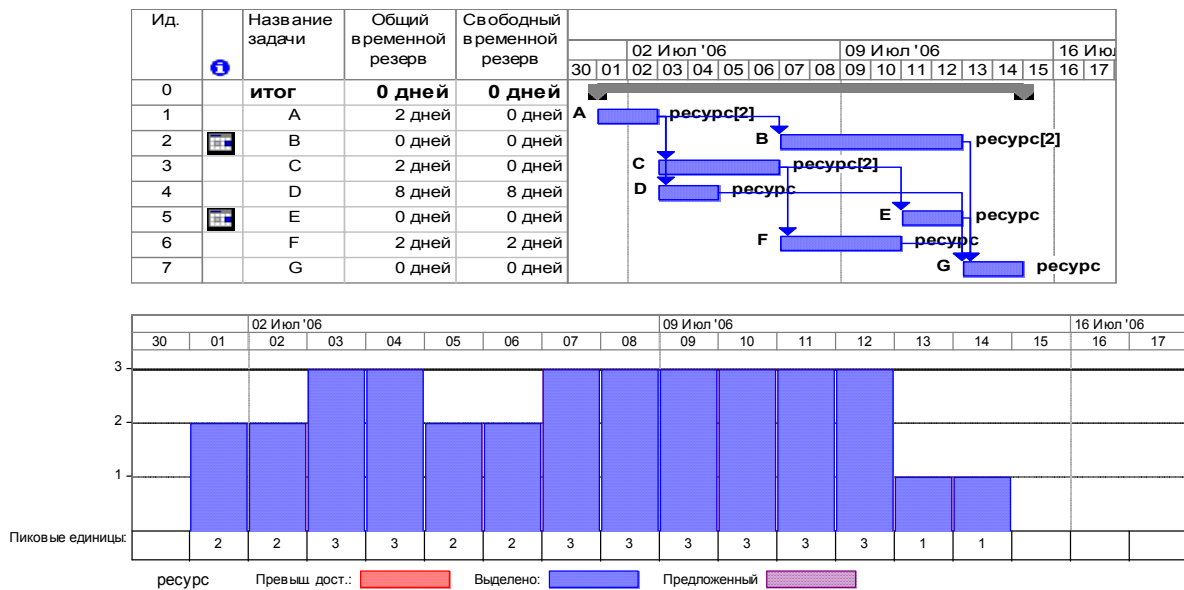 Ид. Название задачи Общий временной резерв Свободный временной резерв
02 Июл '06 09 Июл '06 16 Июл
30 01 02 03 04 05 06 07 08 09 10 11 12 13 14 15 16 17
0 итог 0 дней 0 дней
1 A 2 дней 0 дней A ресурс[2]
2 B 0 дней 0 дней B ресурс[2]
3 C 2 дней 0 дней C ресурс[2]
4 D 8 дней 8 дней D ресурс
5 E 0 дней 0 дней E ресурс
6 F 2 дней 2 дней F ресурс
7 G 0 дней 0 дней G ресурс
02 Июл '06 09 Июл '06 16 Июл '06
30 01 02 03 04 05 06 07 08 09 10 11 12 13 14 15 16 17
3
2
1
Пиковые единицы: 2 2 3 3 2 2 3 3 3 3 3 3 1 1
ресурс Превыш. дост.: Выделено: Предложенный